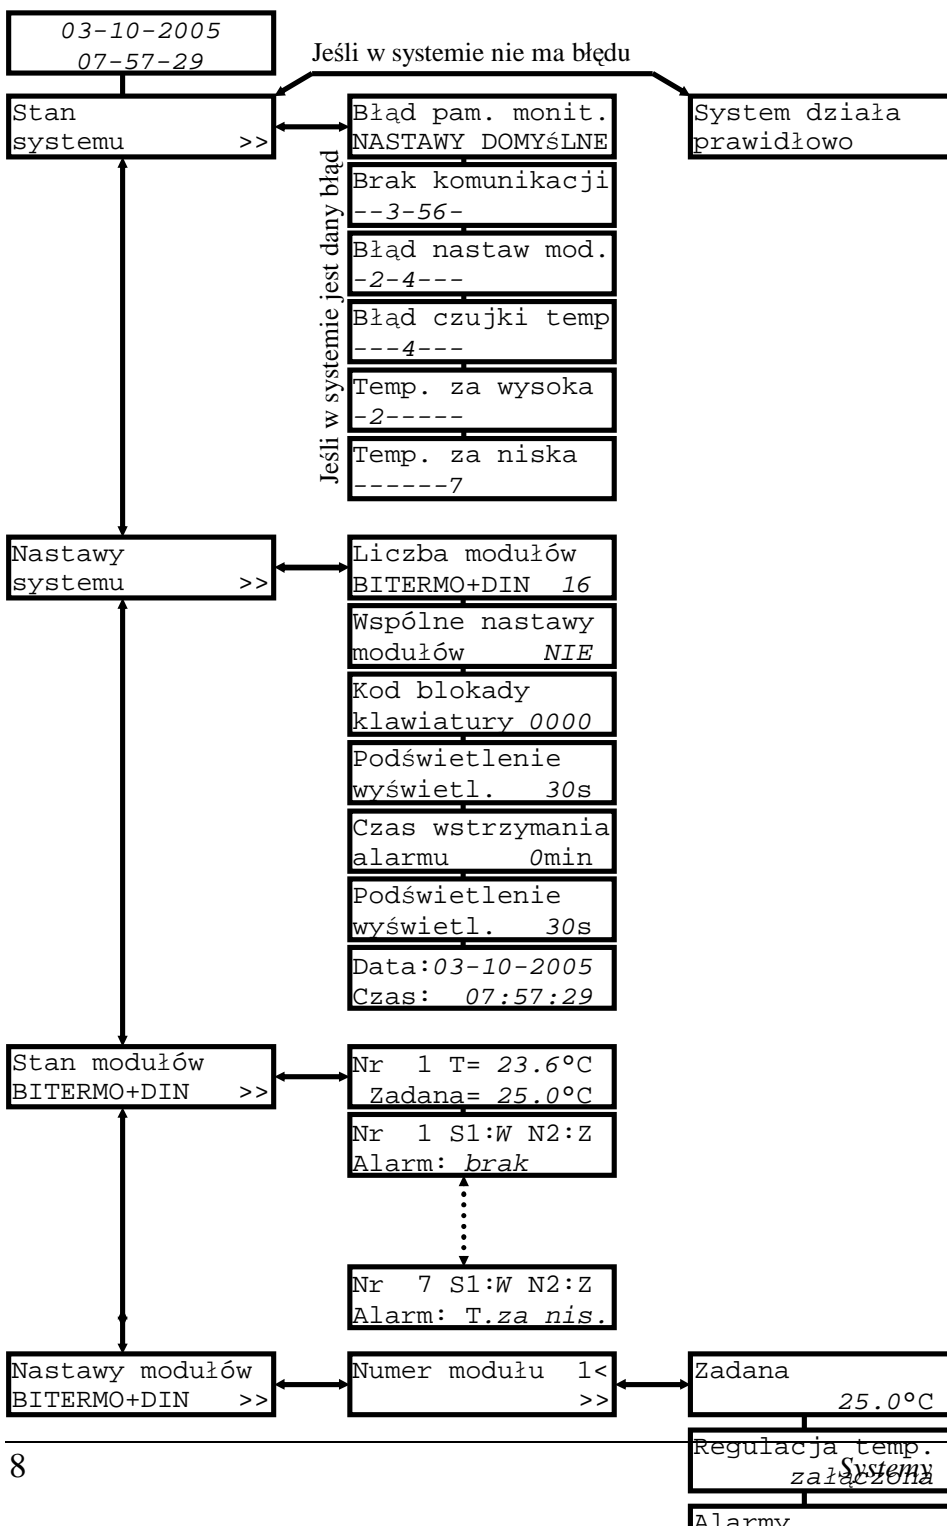 03-10-2005
07-57-29
Jeśli w systemie nie ma błędu
Stan
systemu >>
Błąd pam. monit.
NASTAWY DOMYŚLNE
System działa
prawidłowo
Jeśli w systemie jest dany błąd
Brak komunikacji
--3-56-
Błąd nastaw mod.
-2-4---
Błąd czujki temp
---4---
Temp. za wysoka
-2-----
Temp. za niska
------7
Nastawy
systemu >>
Liczba modułów
BITERMO+DIN 16
Wspólne nastawy
modułów NIE
Kod blokady
klawiatury 0000
Podświetlenie
wyświetl. 30s
Czas wstrzymania
alarmu 0min
Podświetlenie
wyświetl. 30s
Data:03-10-2005
Czas: 07:57:29
Stan modułów
BITERMO+DIN >>
Nr 1 T= 23.6°C
Zadana= 25.0°C
Nr 1 S1:W N2:Z
Alarm: brak
Nr 7 S1:W N2:Z
Alarm: T.za nis.
Nastawy modułów
BITERMO+DIN >>
Numer modułu 1<
>>
Zadana
25.0°C
Regulacja temp.
załączona
8
Systemy
Alarmy